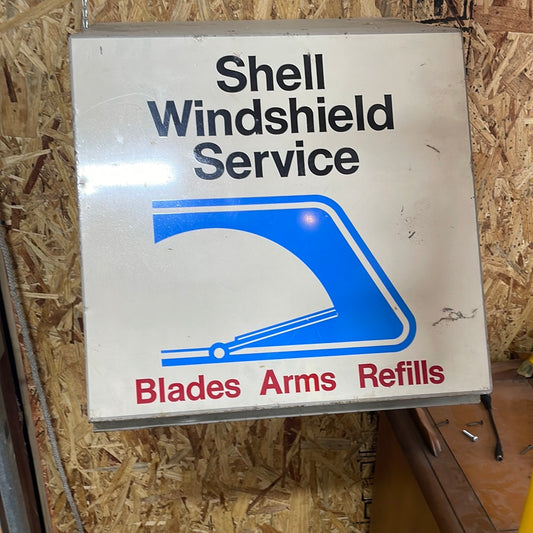 Shell
Windshield
Service
Blades Arms Refills